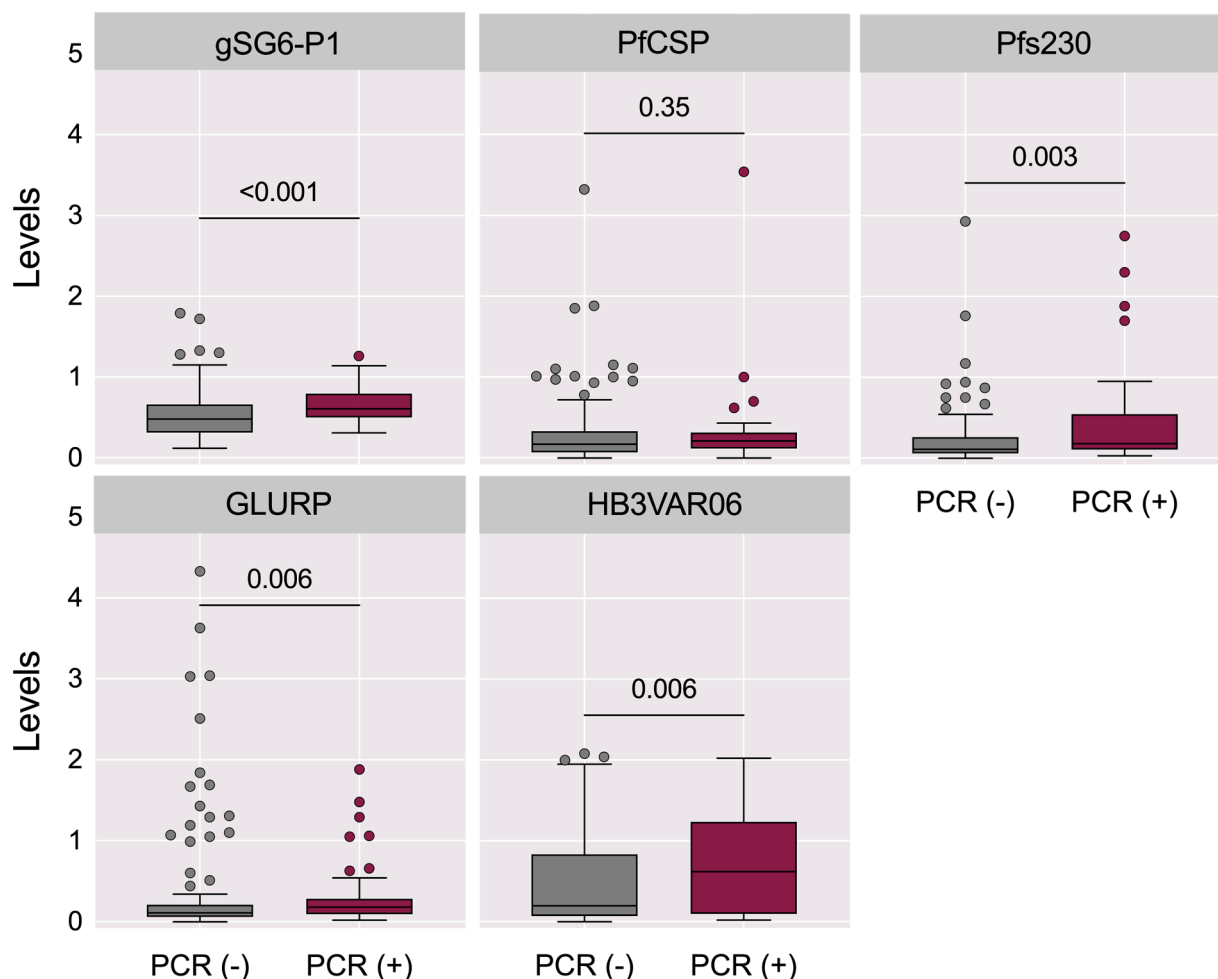 gSG6-P1 PfCSP Pfs230
5
4
3
2
1
0
Levels
<0.001
0.35
0.003
PCR (-) PCR (+)
GLURP HB3VAR06
5
4
3
2
1
0
Levels
0.006
0.006
PCR (-) PCR (+) PCR (-) PCR (+)